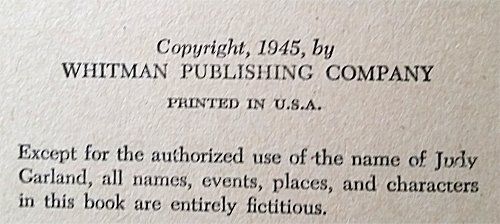 Copyright, 1945, by
WHITMAN PUBLISHING COMPANY
PRINTED IN U.S.A.
Except for the authorized use of the name of Judy
Garland, all names, events, places, and characters
in this book are entirely fictitious.